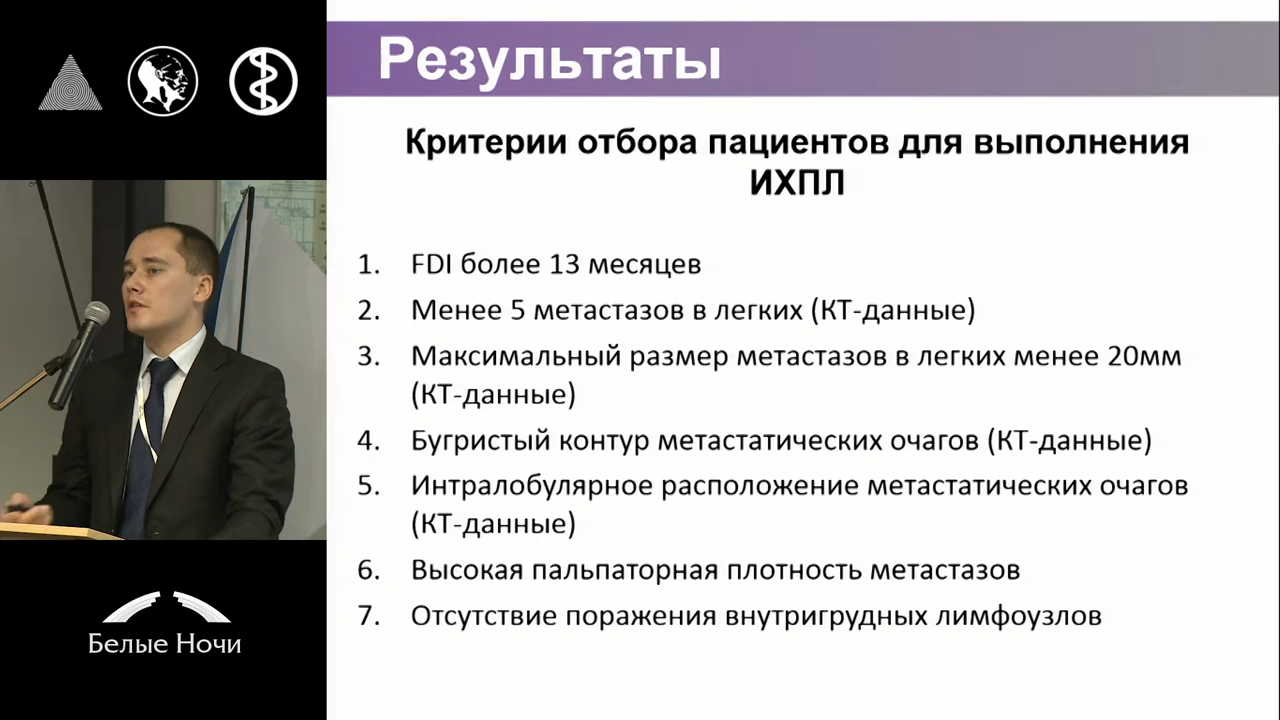 Результаты
Критерии отбора пациентов для выполнения
ИХПЛ
1. FDI более 13 месяцев
2. Менее 5 метастазов в легких (КТ-данные)
3. Максимальный размер метастазов в легких менее 20мм
(КТ-данные)
4. Бугристый контур метастатических очагов (КТ-данные)
5. Интралобулярное расположение метастатических очагов
(КТ-данные)
6. Высокая пальпаторная плотность метастазов
7. Отсутствие поражения внутригрудных лимфоузлов
Белые Ночи